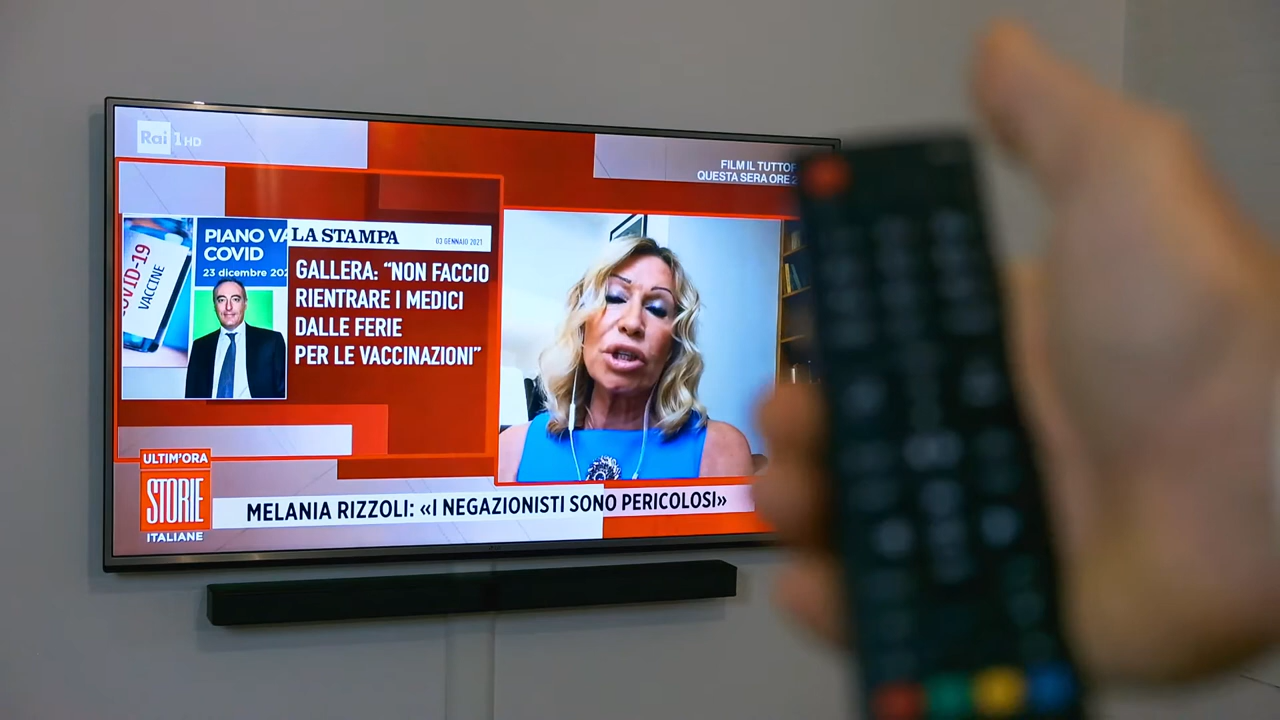 Rai 1 HD
FILM IL TUTTOF
QUESTA SERA ORE 2
COVID-19
VACCINE
PIANO VA
COVID
23 dicembre 202
LA STAMPA
03 GENNAIO 2021
GALLERA: “NON FACCIO
RIENTRARE I MEDICI
DALLE FERIE
PER LE VACCINAZIONI”
ULTIM'ORA
STORIE
ITALIANE
MELANIA RIZZOLI: «I NEGAZIONISTI SONO PERICOLOSI»